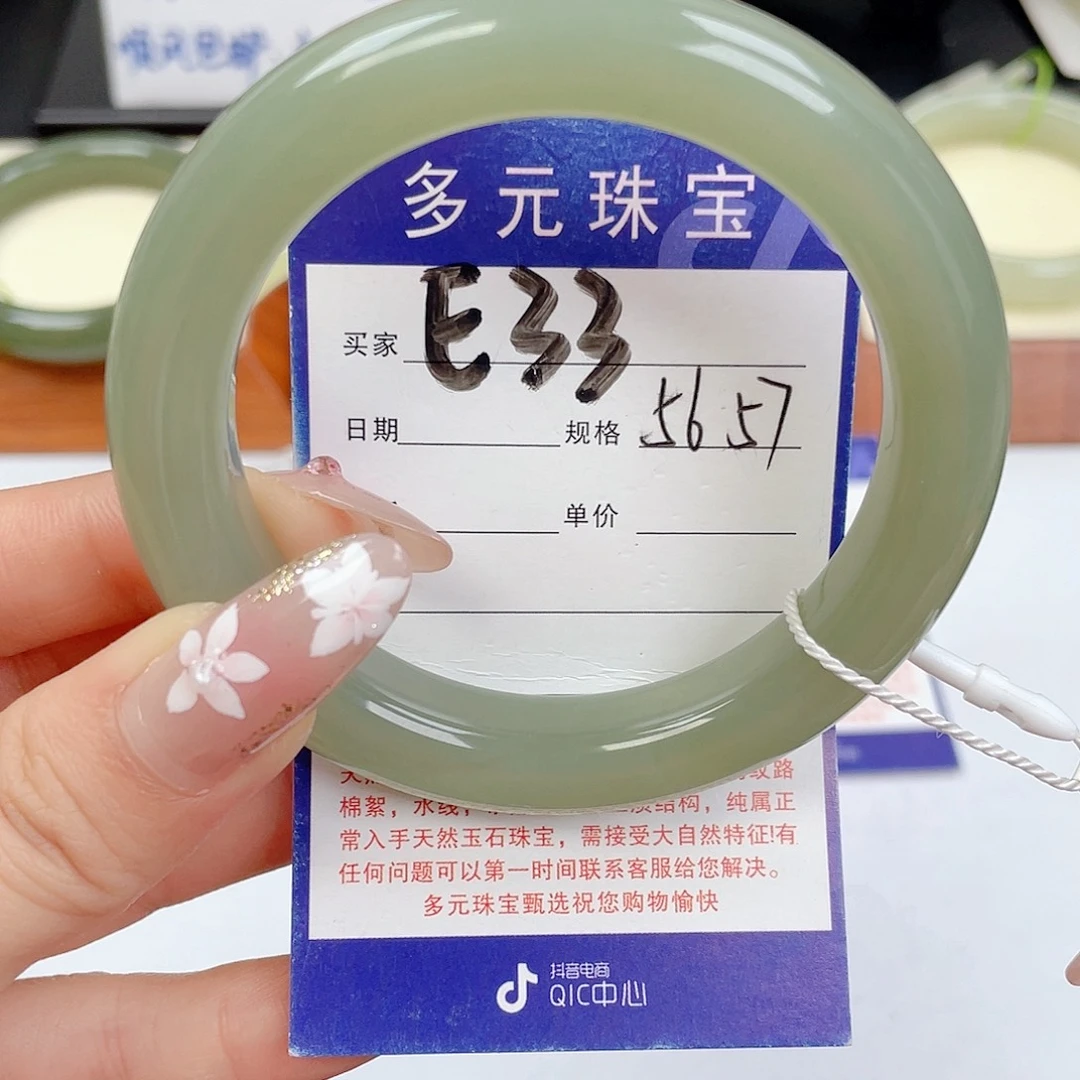 多元珠宝
买家 E33
日期 规格 56 57
单价
棉絮，水线，
质结构，纯属正
常入手天然玉石珠宝，需接受大自然特征!有
任何问题可以第一时间联系客服给您解决。
多元珠宝甄选祝您购物愉快
抖音电商
QIC中心